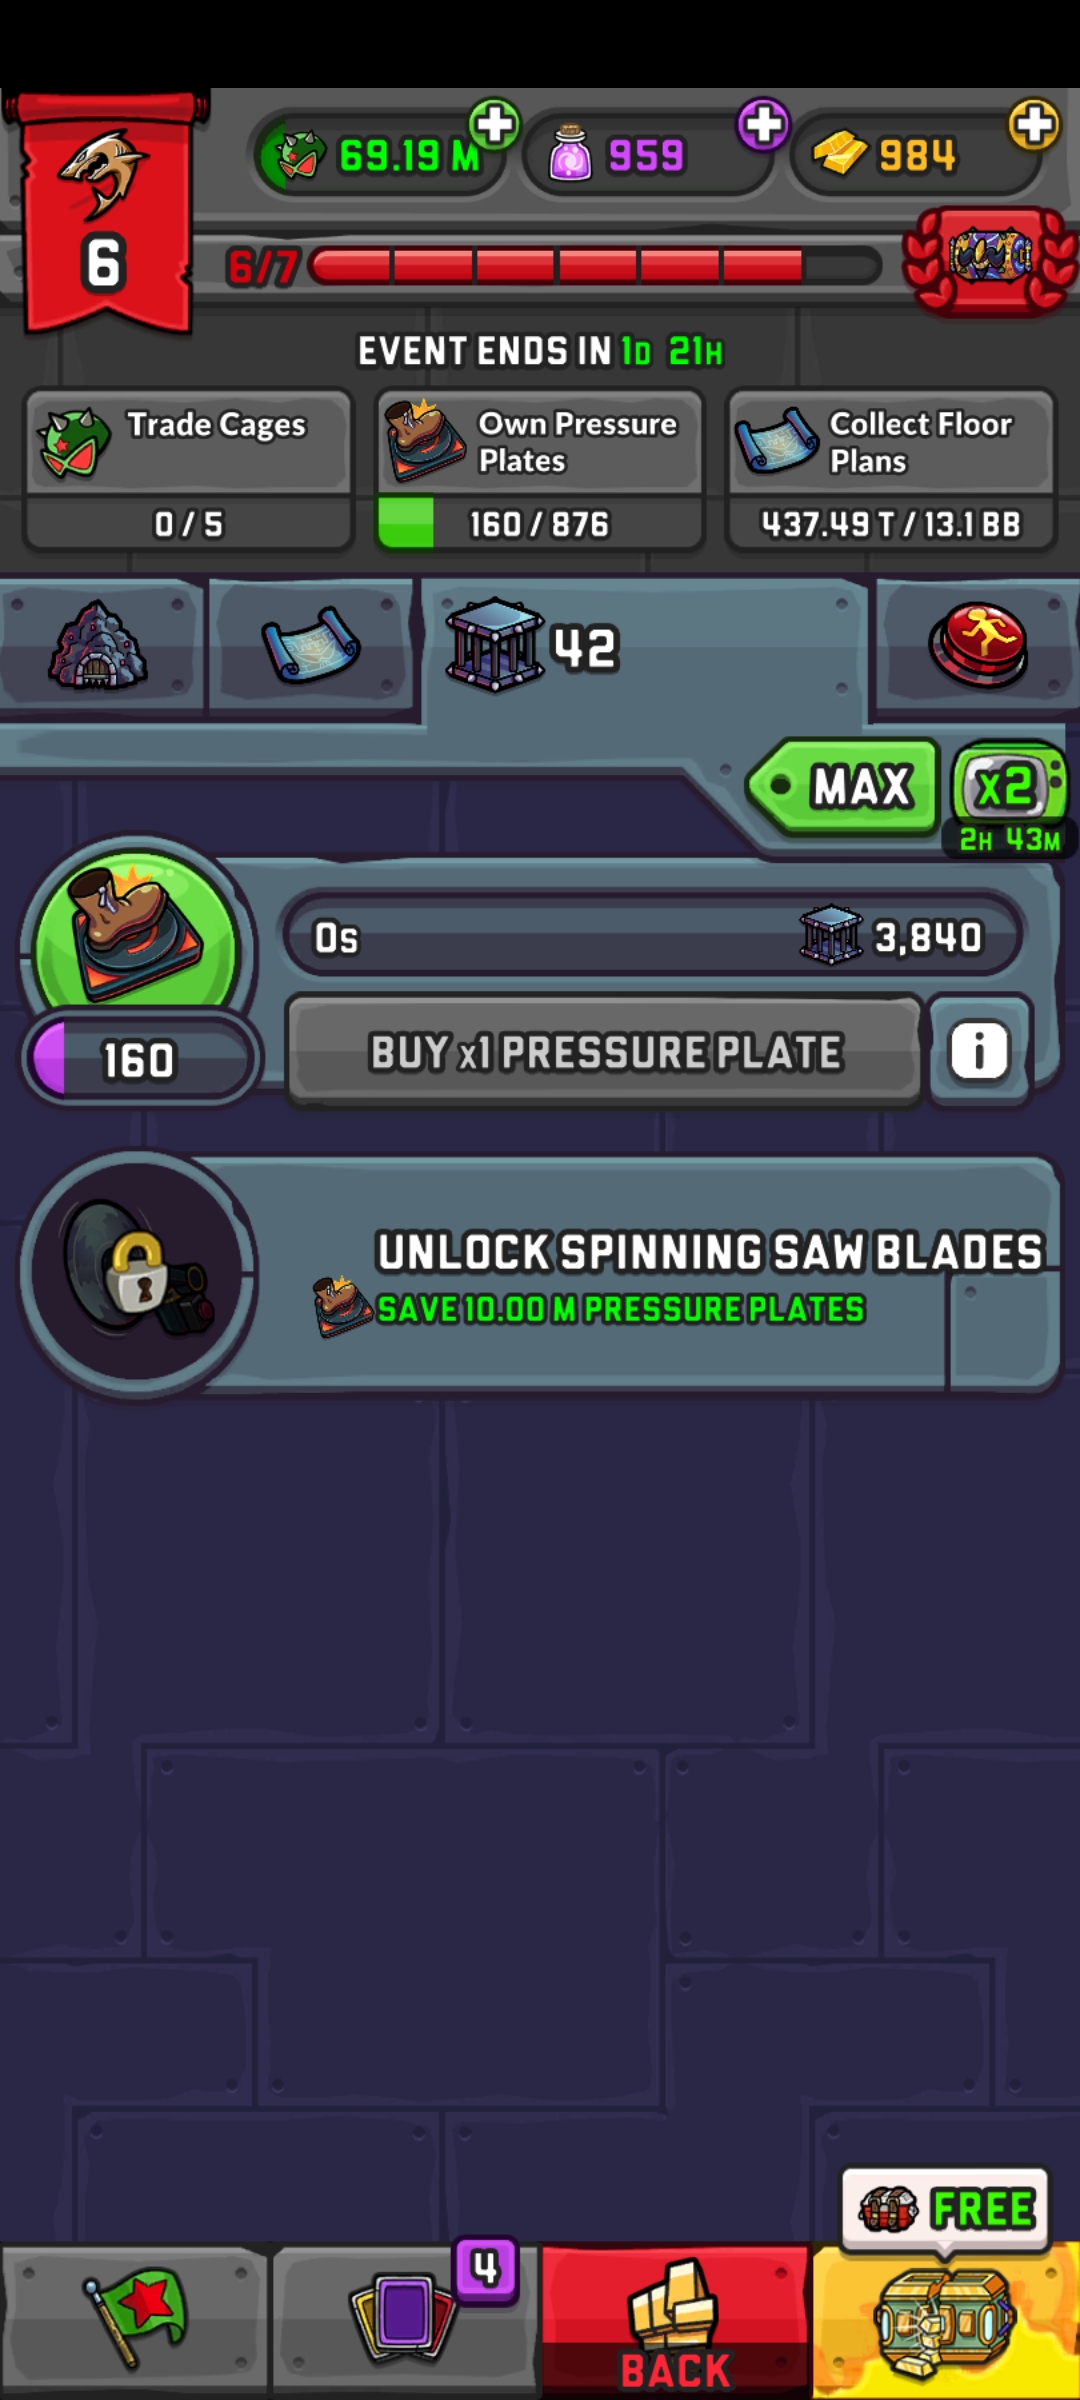 69.19 M
959
984
6
6/7
EVENT ENDS IN 1D 21H
Trade Cages
0 / 5
Own Pressure
Plates
160 / 876
Collect Floor
Plans
437.49 T / 13.1 BB
42
MAX
x2
2H 43M
0s
3,840
160
BUY x1 PRESSURE PLATE
i
UNLOCK SPINNING SAW BLADES
SAVE 10.00 M PRESSURE PLATES
FREE
4
BACK